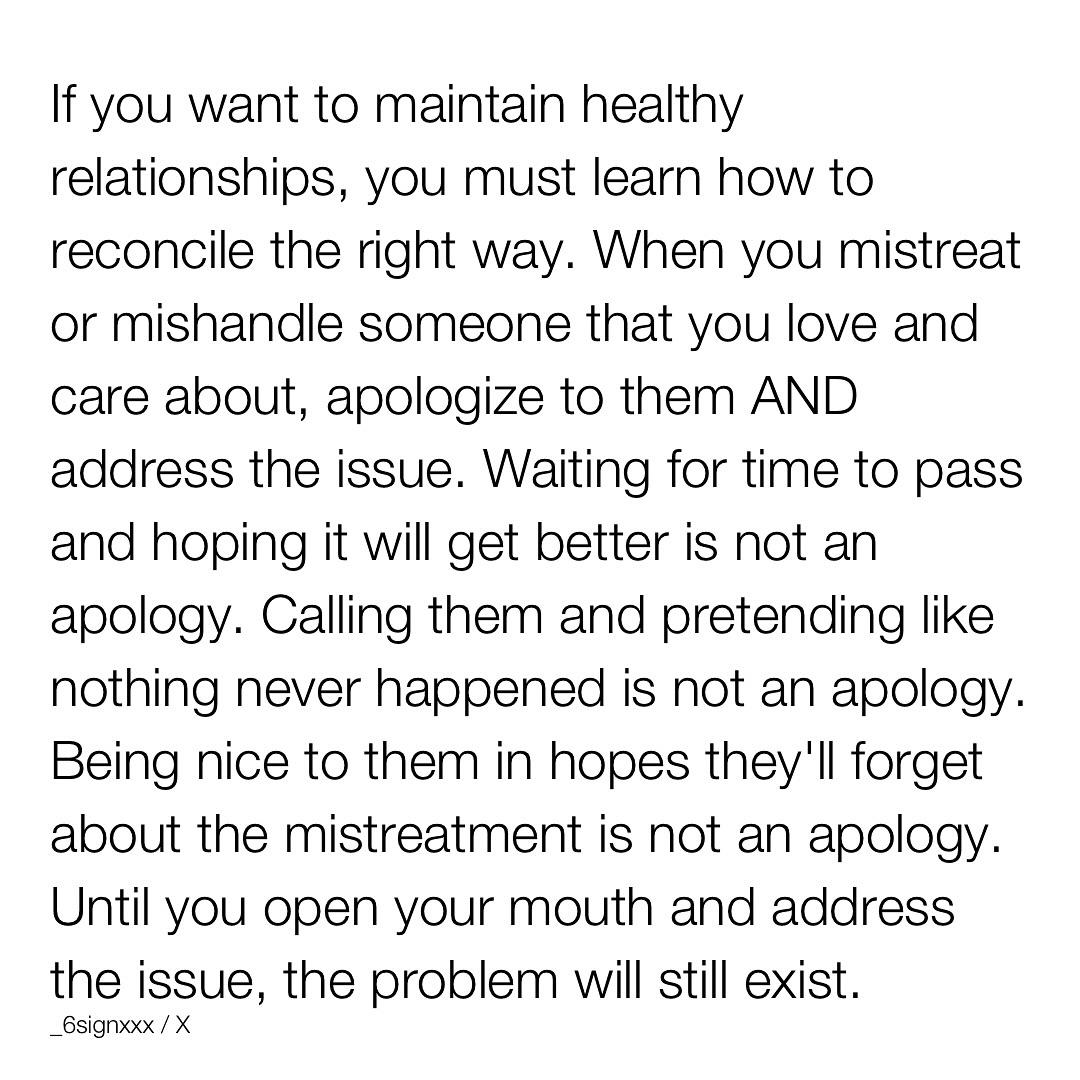 If you want to maintain healthy
relationships, you must learn how to
reconcile the right way. When you mistreat
or mishandle someone that you love and
care about, apologize to them AND
address the issue. Waiting for time to pass
and hoping it will get better is not an
apology. Calling them and pretending like
nothing never happened is not an apology.
Being nice to them in hopes they'll forget
about the mistreatment is not an apology.
Until you open your mouth and address
the issue, the problem will still exist.
_6signxxx / X